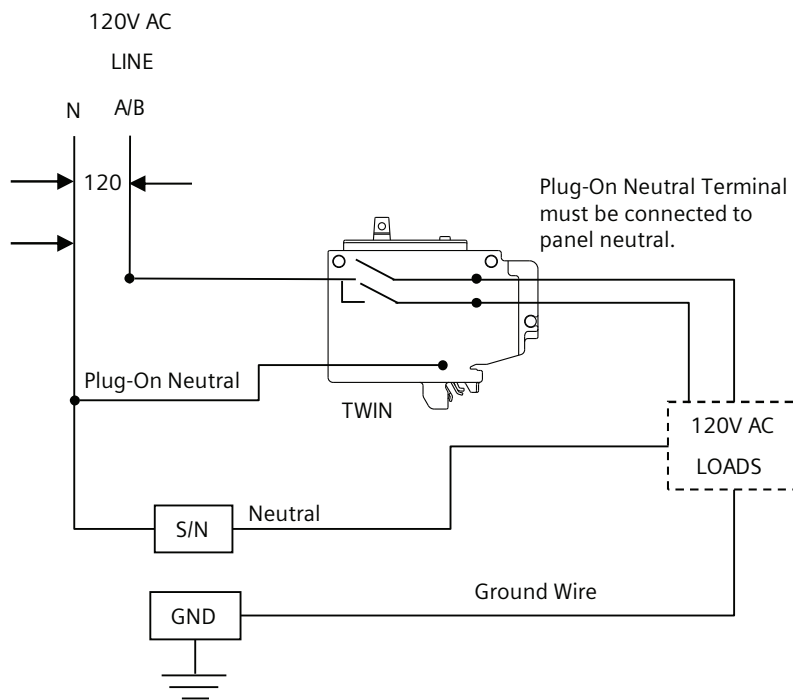 120V AC
LINE
N
A/B
120
Plug-On Neutral Terminal
must be connected to
panel neutral.
Plug-On Neutral
TWIN
120V AC
LOADS
S/N
Neutral
Ground Wire
GND